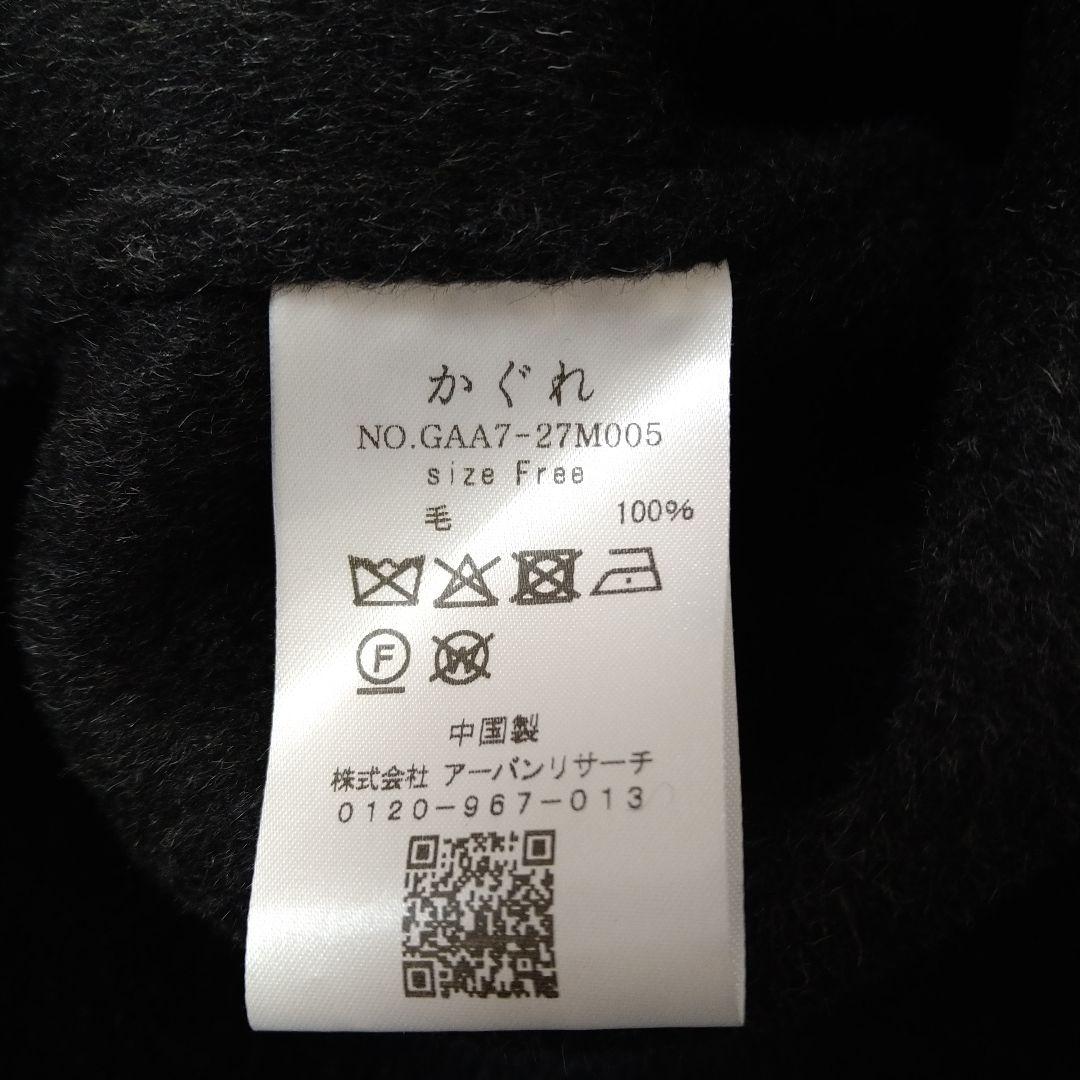 かぐれ
NO.GAA7-27M005
size Free
毛 100%
F W
中国製
株式会社 アーバンリサーチ
0120-967-013